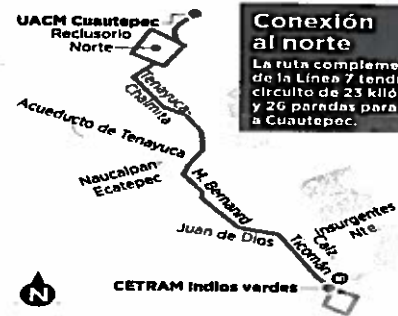 UACM Cuautepec
Reclusorio
Norte
Conexión
al norte
La ruta compleme
de la Línea 7 tend
circuito de 23 kiló
y 26 paradas para
a Cuautepec.
Tenayuca
Chalmita
Acueducto de Tenayuca
Naucalpan-
Ecatepec
M. Bernard
Juan de Dios
Insurgentes
Nte.
Calz.
Ticomán
CETRAM Indios verdes
N